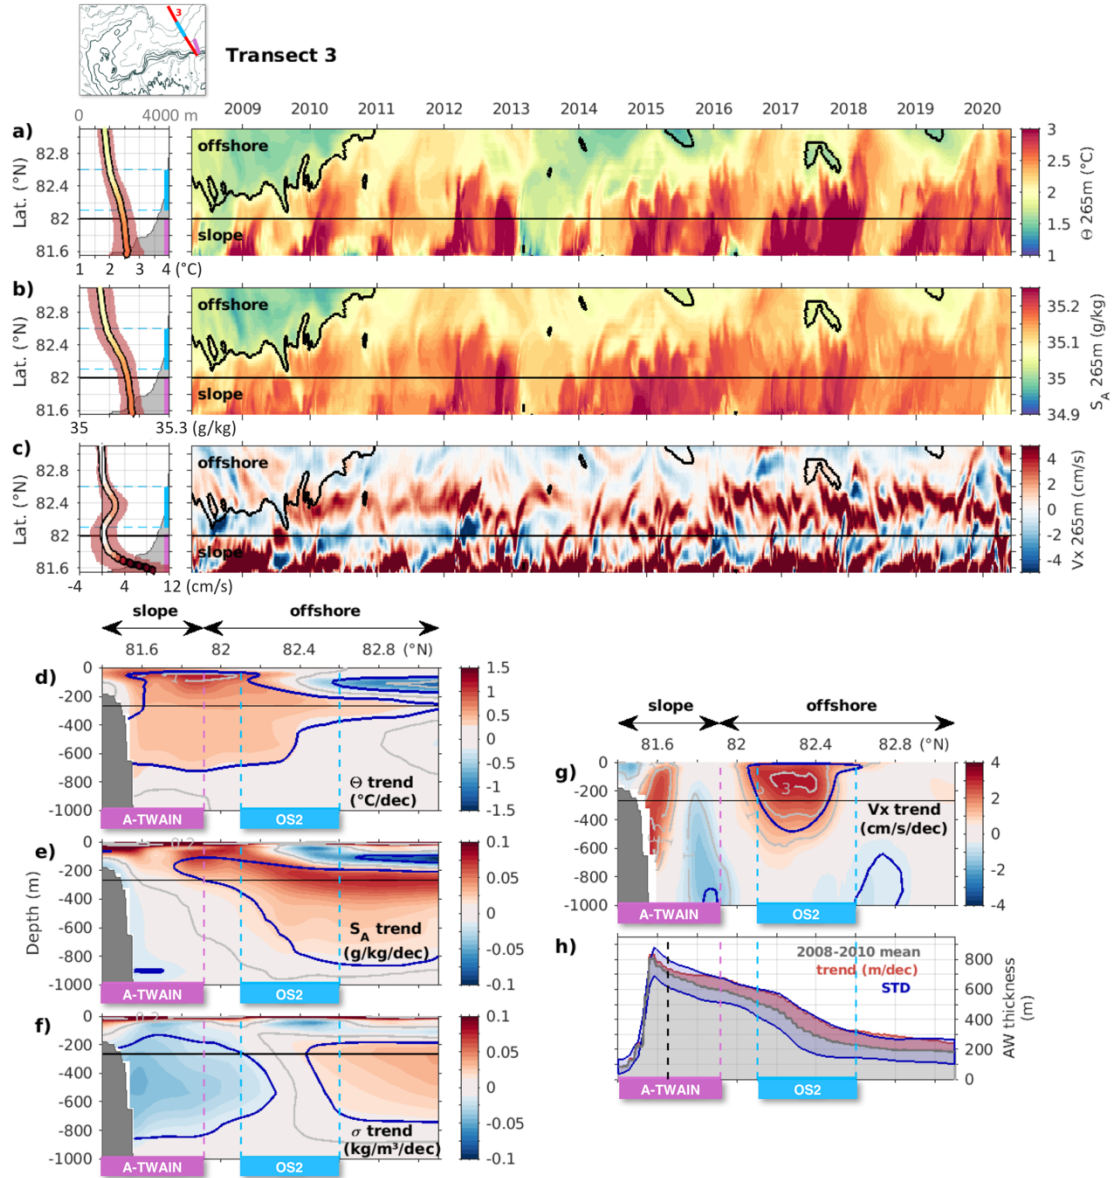 3
Transect 3
0 4000 m
2009 2010 2011 2012 2013 2014 2015 2016 2017 2018 2019 2020
a)
Lat. (°N)
82.8
82.4
82
81.6
1 2 3 4 (°C)
offshore
slope
3
2.5
2
1.5
1
Θ 265m (°C)
b)
Lat. (°N)
82.8
82.4
82
81.6
35 35.3 (g/kg)
offshore
slope
35.2
35.1
35
34.9
S_A 265m (g/kg)
c)
Lat. (°N)
82.8
82.4
82
81.6
-4 4 12 (cm/s)
offshore
slope
4
2
0
-2
-4
Vx 265m (cm/s)
slope offshore
81.6 82 82.4 82.8 (°N)
d)
0
-200
-400
-600
-800
-1000
Θ trend
(°C/dec)
A-TWAIN OS2
1.5
1
0.5
0
-0.5
-1
-1.5
e)
Depth (m)
0
-200
-400
-600
-800
-1000
0.2
S_A trend
(g/kg/dec)
A-TWAIN OS2
0.1
0.05
0
-0.05
-0.1
f)
0
-200
-400
-600
-800
-1000
σ trend
(kg/m³/dec)
A-TWAIN OS2
0.1
0.05
0
-0.05
-0.1
slope offshore
81.6 82 82.4 82.8 (°N)
g)
0
-200
-400
-600
-800
-1000
3
Vx trend
(cm/s/dec)
A-TWAIN OS2
4
2
0
-2
-4
h)
2008-2010 mean
trend (m/dec)
STD
A-TWAIN OS2
800
600
400
200
0
AW thickness
(m)